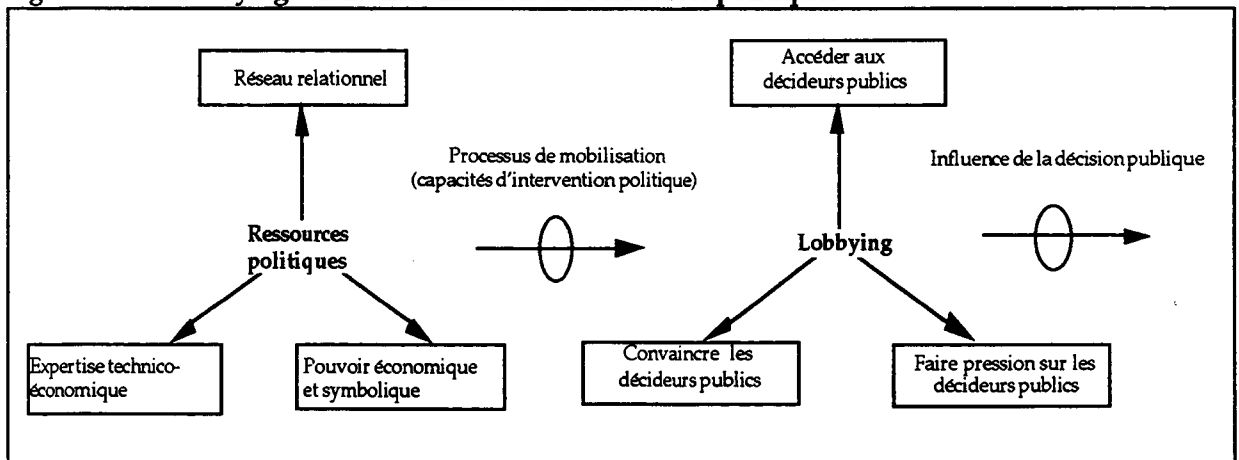 Réseau relationnel
Accéder aux
décideurs publics
Processus de mobilisation
(capacités d'intervention politique)
Influence de la décision publique
Ressources
politiques
Lobbying
Expertise technico-
économique
Pouvoir économique
et symbolique
Convaincre les
décideurs publics
Faire pression sur les
décideurs publics